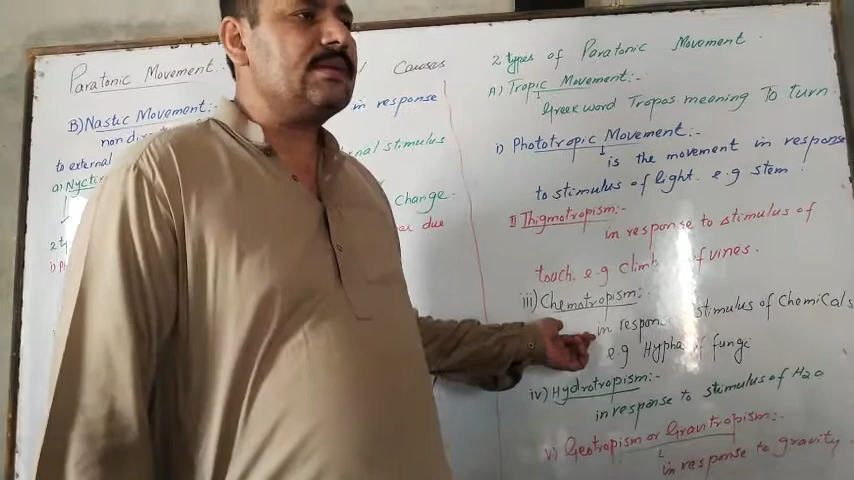 Paratonic Movement
Causes
B) Nastic Movement
in response
non di
to external
nal stimulus
a) Nycti
Change
due
2 types of Paratonic Movement.
A) Tropic Movement:-
Greek word Tropos meaning To turn.
i) Phototropic Movement:-
is the movement in response
to stimulus of light. e.g stem.
II Thigmotropism:-
in response to stimulus of
touch. e.g Climb of vines.
iii) Chemotropism:-
in respon stimulus of Chemicals
e.g Hypha of fungi
iv) Hydrotropism:-
in response to stimulus of H2o
v) Geotropism or Gravitropism:-
in response to gravity.